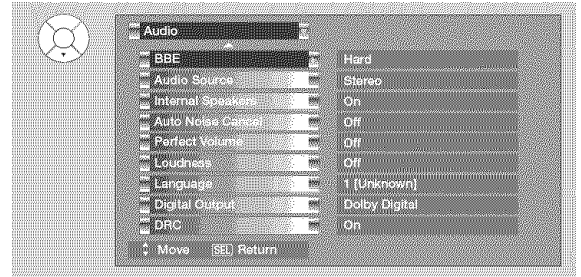 Audio
BBE Hard
Audio Source Stereo
Internal Speakers On
Auto Noise Cancel Off
Perfect Volume Off
Loudness Off
Language 1 [Unknown]
Digital Output Dolby Digital
DRC On
Move SEL Return